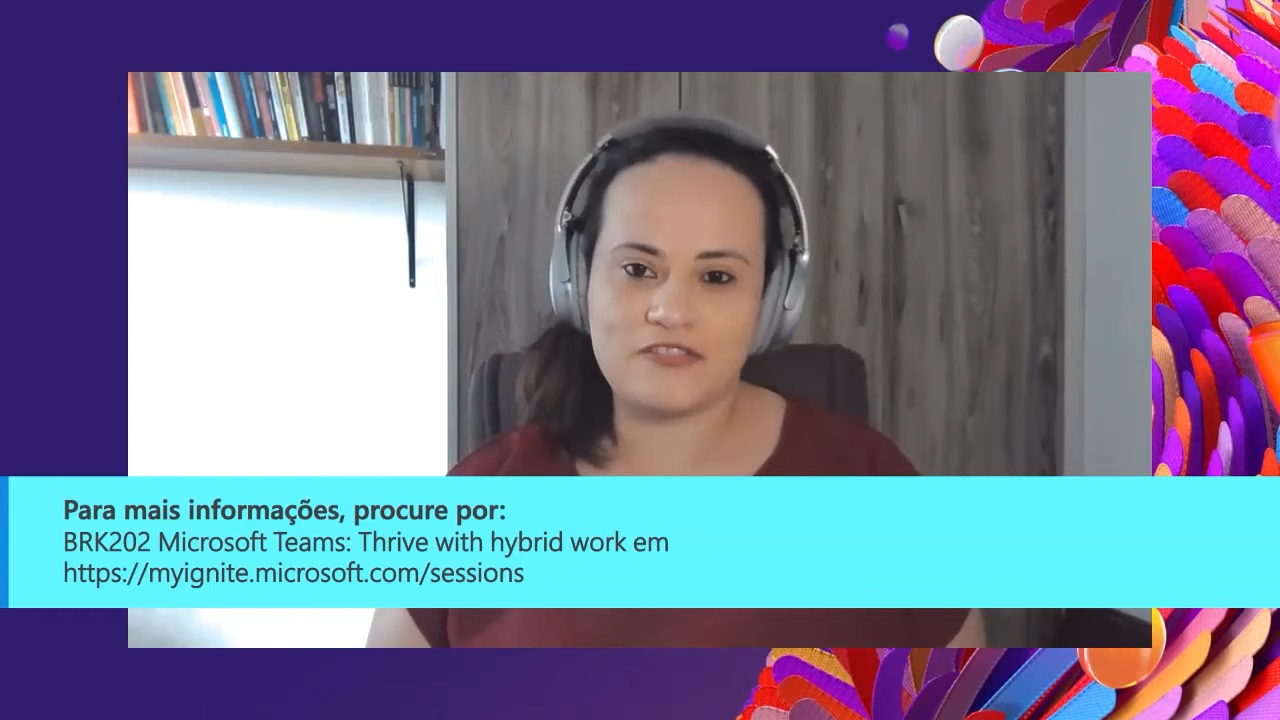 Para mais informações, procure por:
BRK202 Microsoft Teams: Thrive with hybrid work em
https://myignite.microsoft.com/sessions